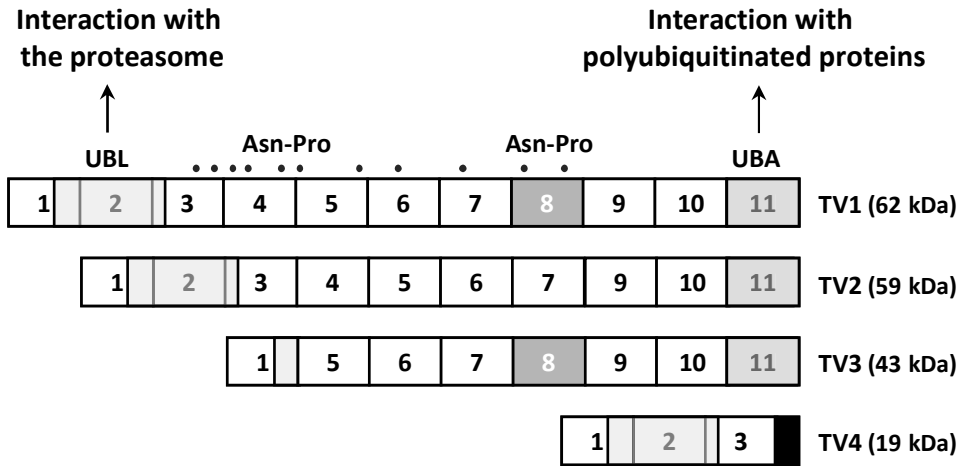 Interaction with
the proteasome
Interaction with
polyubiquitinated proteins
Asn-Pro Asn-Pro
UBL UBA
1 2 3 4 5 6 7 8 9 10 11 TV1 (62 kDa)
1 2 3 4 5 6 7 9 10 11 TV2 (59 kDa)
1 5 6 7 8 9 10 11 TV3 (43 kDa)
1 2 3 TV4 (19 kDa)